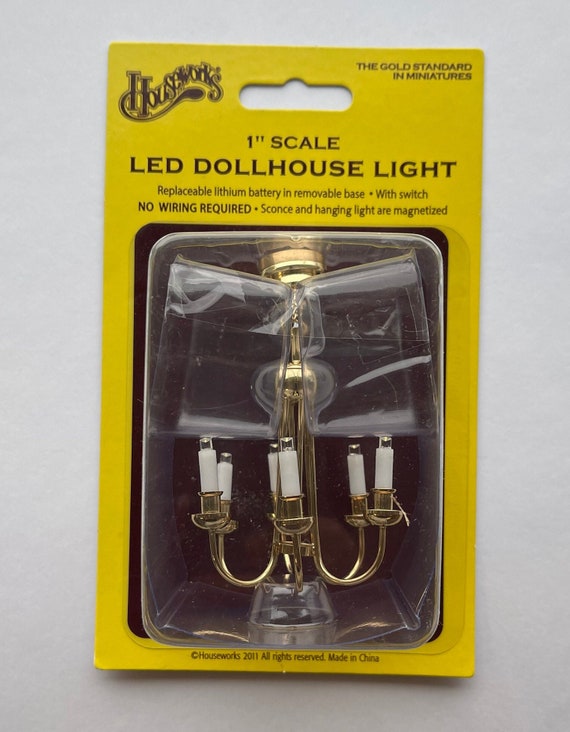 HOUSEWORKS®
THE GOLD STANDARD
IN MINIATURES
1" SCALE
LED DOLLHOUSE LIGHT
Replaceable lithium battery in removable base • With switch
NO WIRING REQUIRED • Sconce and hanging light are magnetized
©Houseworks 2011 All rights reserved. Made in China